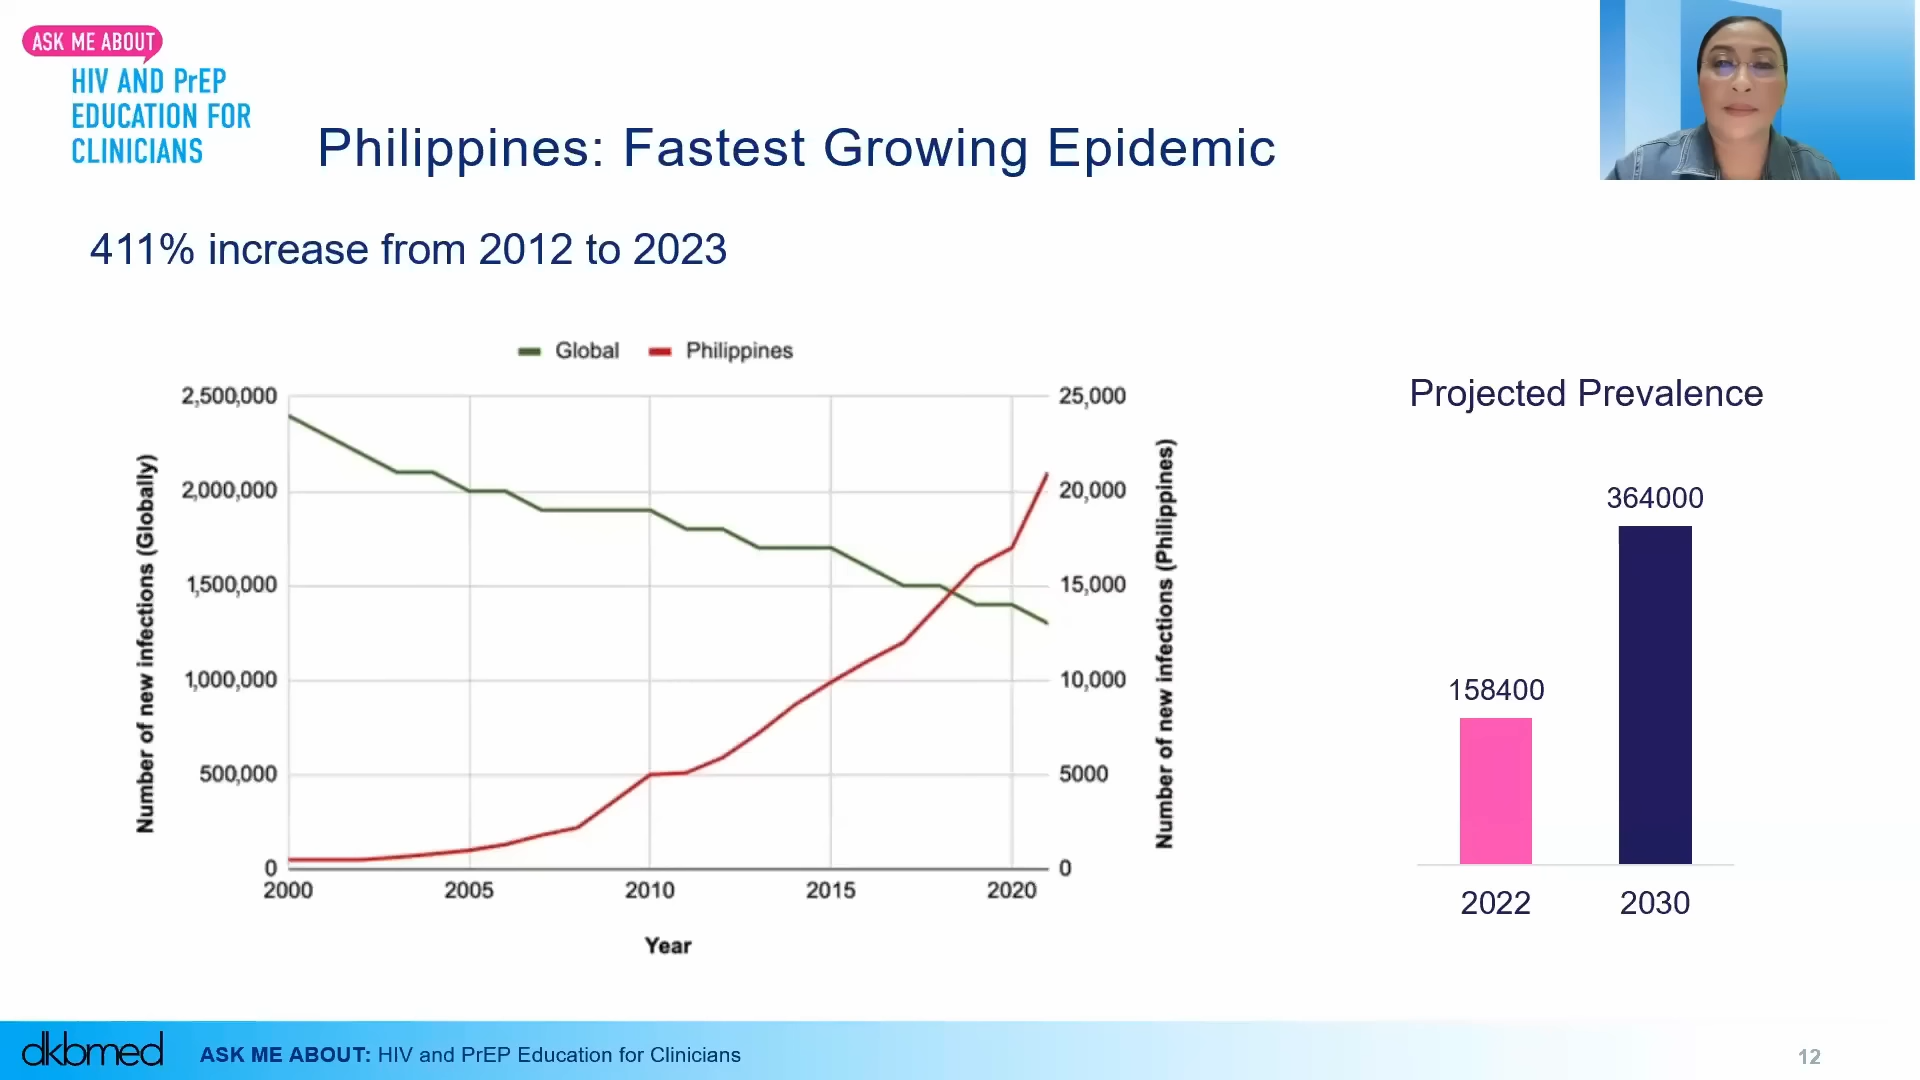 ASK ME ABOUT
HIV AND PrEP
EDUCATION FOR
CLINICIANS
Philippines: Fastest Growing Epidemic
411% increase from 2012 to 2023
Global
Philippines
2,500,000
2,000,000
1,500,000
1,000,000
500,000
0
Number of new infections (Globally)
25,000
20,000
15,000
10,000
5000
0
Number of new infections (Philippines)
2000
2005
2010
2015
2020
Year
Projected Prevalence
158400
364000
2022
2030
dkbmed
ASK ME ABOUT: HIV and PrEP Education for Clinicians
12